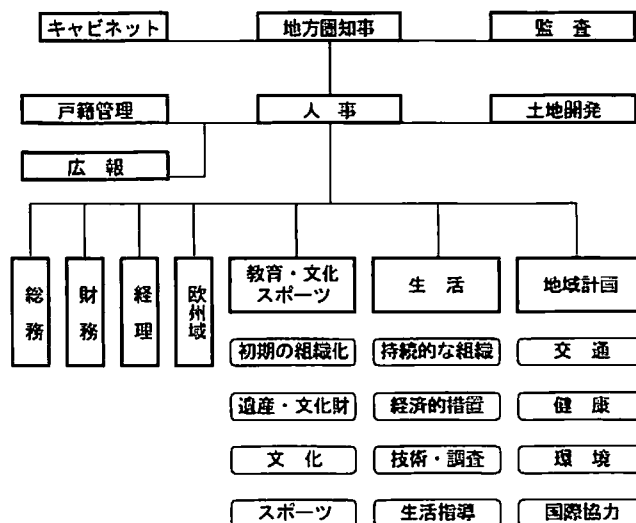 キャビネット
地方圏知事
監 査
戸籍管理
人 事
土地開発
広 報
総務
財務
経理
欧州域
教育・文化
スポーツ
生 活
地域計画
初期の組織化
持続的な組織
交 通
遺産・文化財
経済的措置
健 康
文 化
技術・調査
環 境
スポーツ
生活指導
国際協力